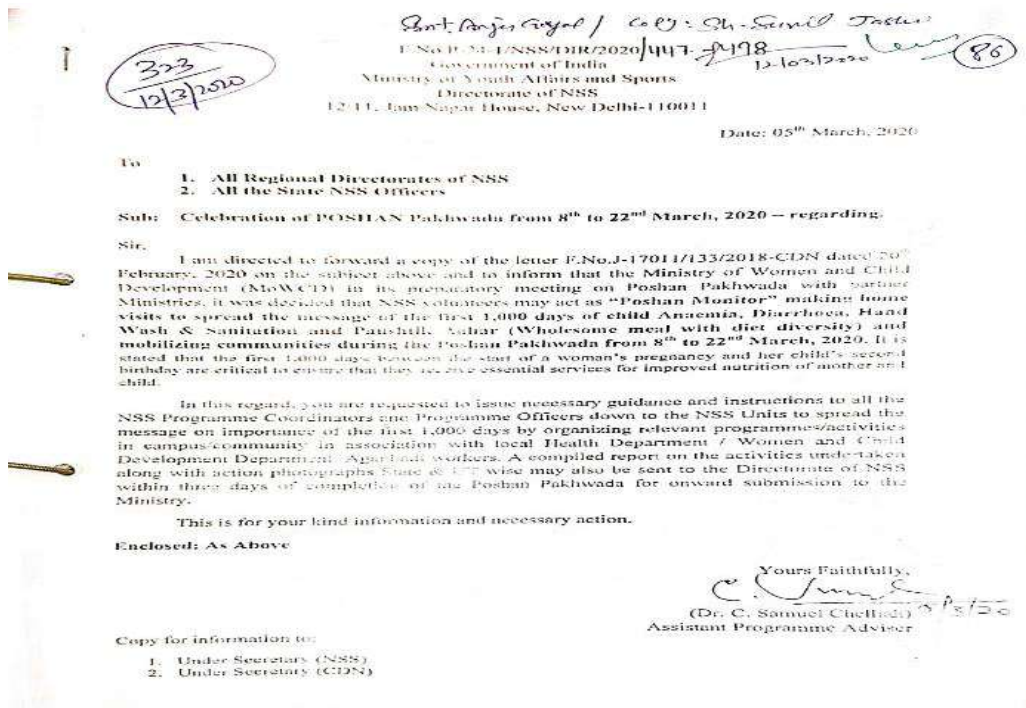 Smt. Anju Goyal / Copy: Sh. Sunil
323
12/3/2020
/NSS/DIR/2020/447-
12/03/2020
86
Government of India
Ministry of Youth Affairs and Sports
Directorate of NSS
12/11, Jam Nagar House, New Delhi-110011
Date: 05th March, 2020
To
1. All Regional Directorates of NSS
2. All the State NSS Officers
Sub: Celebration of POSHAN Pakhwada from 8th to 22nd March, 2020 – regarding.
Sir,
I am directed to forward a copy of the letter F.No.J-17011/133/2018-CDN dated 20th
February, 2020 on the subject above and to inform that the Ministry of Women and Child
Development (MoWCD) in its preparatory meeting on Poshan Pakhwada with partner
Ministries, it was decided that NSS volunteers may act as "Poshan Monitor" making home
visits to spread the message of the first 1,000 days of child Anaemia, Diarrhoea, Hand
Wash & Sanitation and Paushtik Aahar (Wholesome meal with diet diversity) and
mobilizing communities during the Poshan Pakhwada from 8th to 22nd March, 2020. It is
stated that the first 1,000 days between the start of a woman's pregnancy and her child's second
birthday are critical to ensure that they receive essential services for improved nutrition of mother and
child.
In this regard, you are requested to issue necessary guidance and instructions to all the
NSS Programme Coordinators and Programme Officers down to the NSS Units to spread the
message on importance of the first 1,000 days by organizing relevant programmes/activities
in campus/community in association with local Health Department / Women and Child
Development Department workers. A compiled report on the activities undertaken
along with action photographs State & UT wise may also be sent to the Directorate of NSS
within three days of completion of the Poshan Pakhwada for onward submission to the
Ministry.
This is for your kind information and necessary action.
Enclosed: As Above
Yours Faithfully,
(Dr. C. Samuel Chelliah)
Assistant Programme Adviser
Copy for information to:
1. Under Secretary (NSS)
2. Under Secretary (CDN)